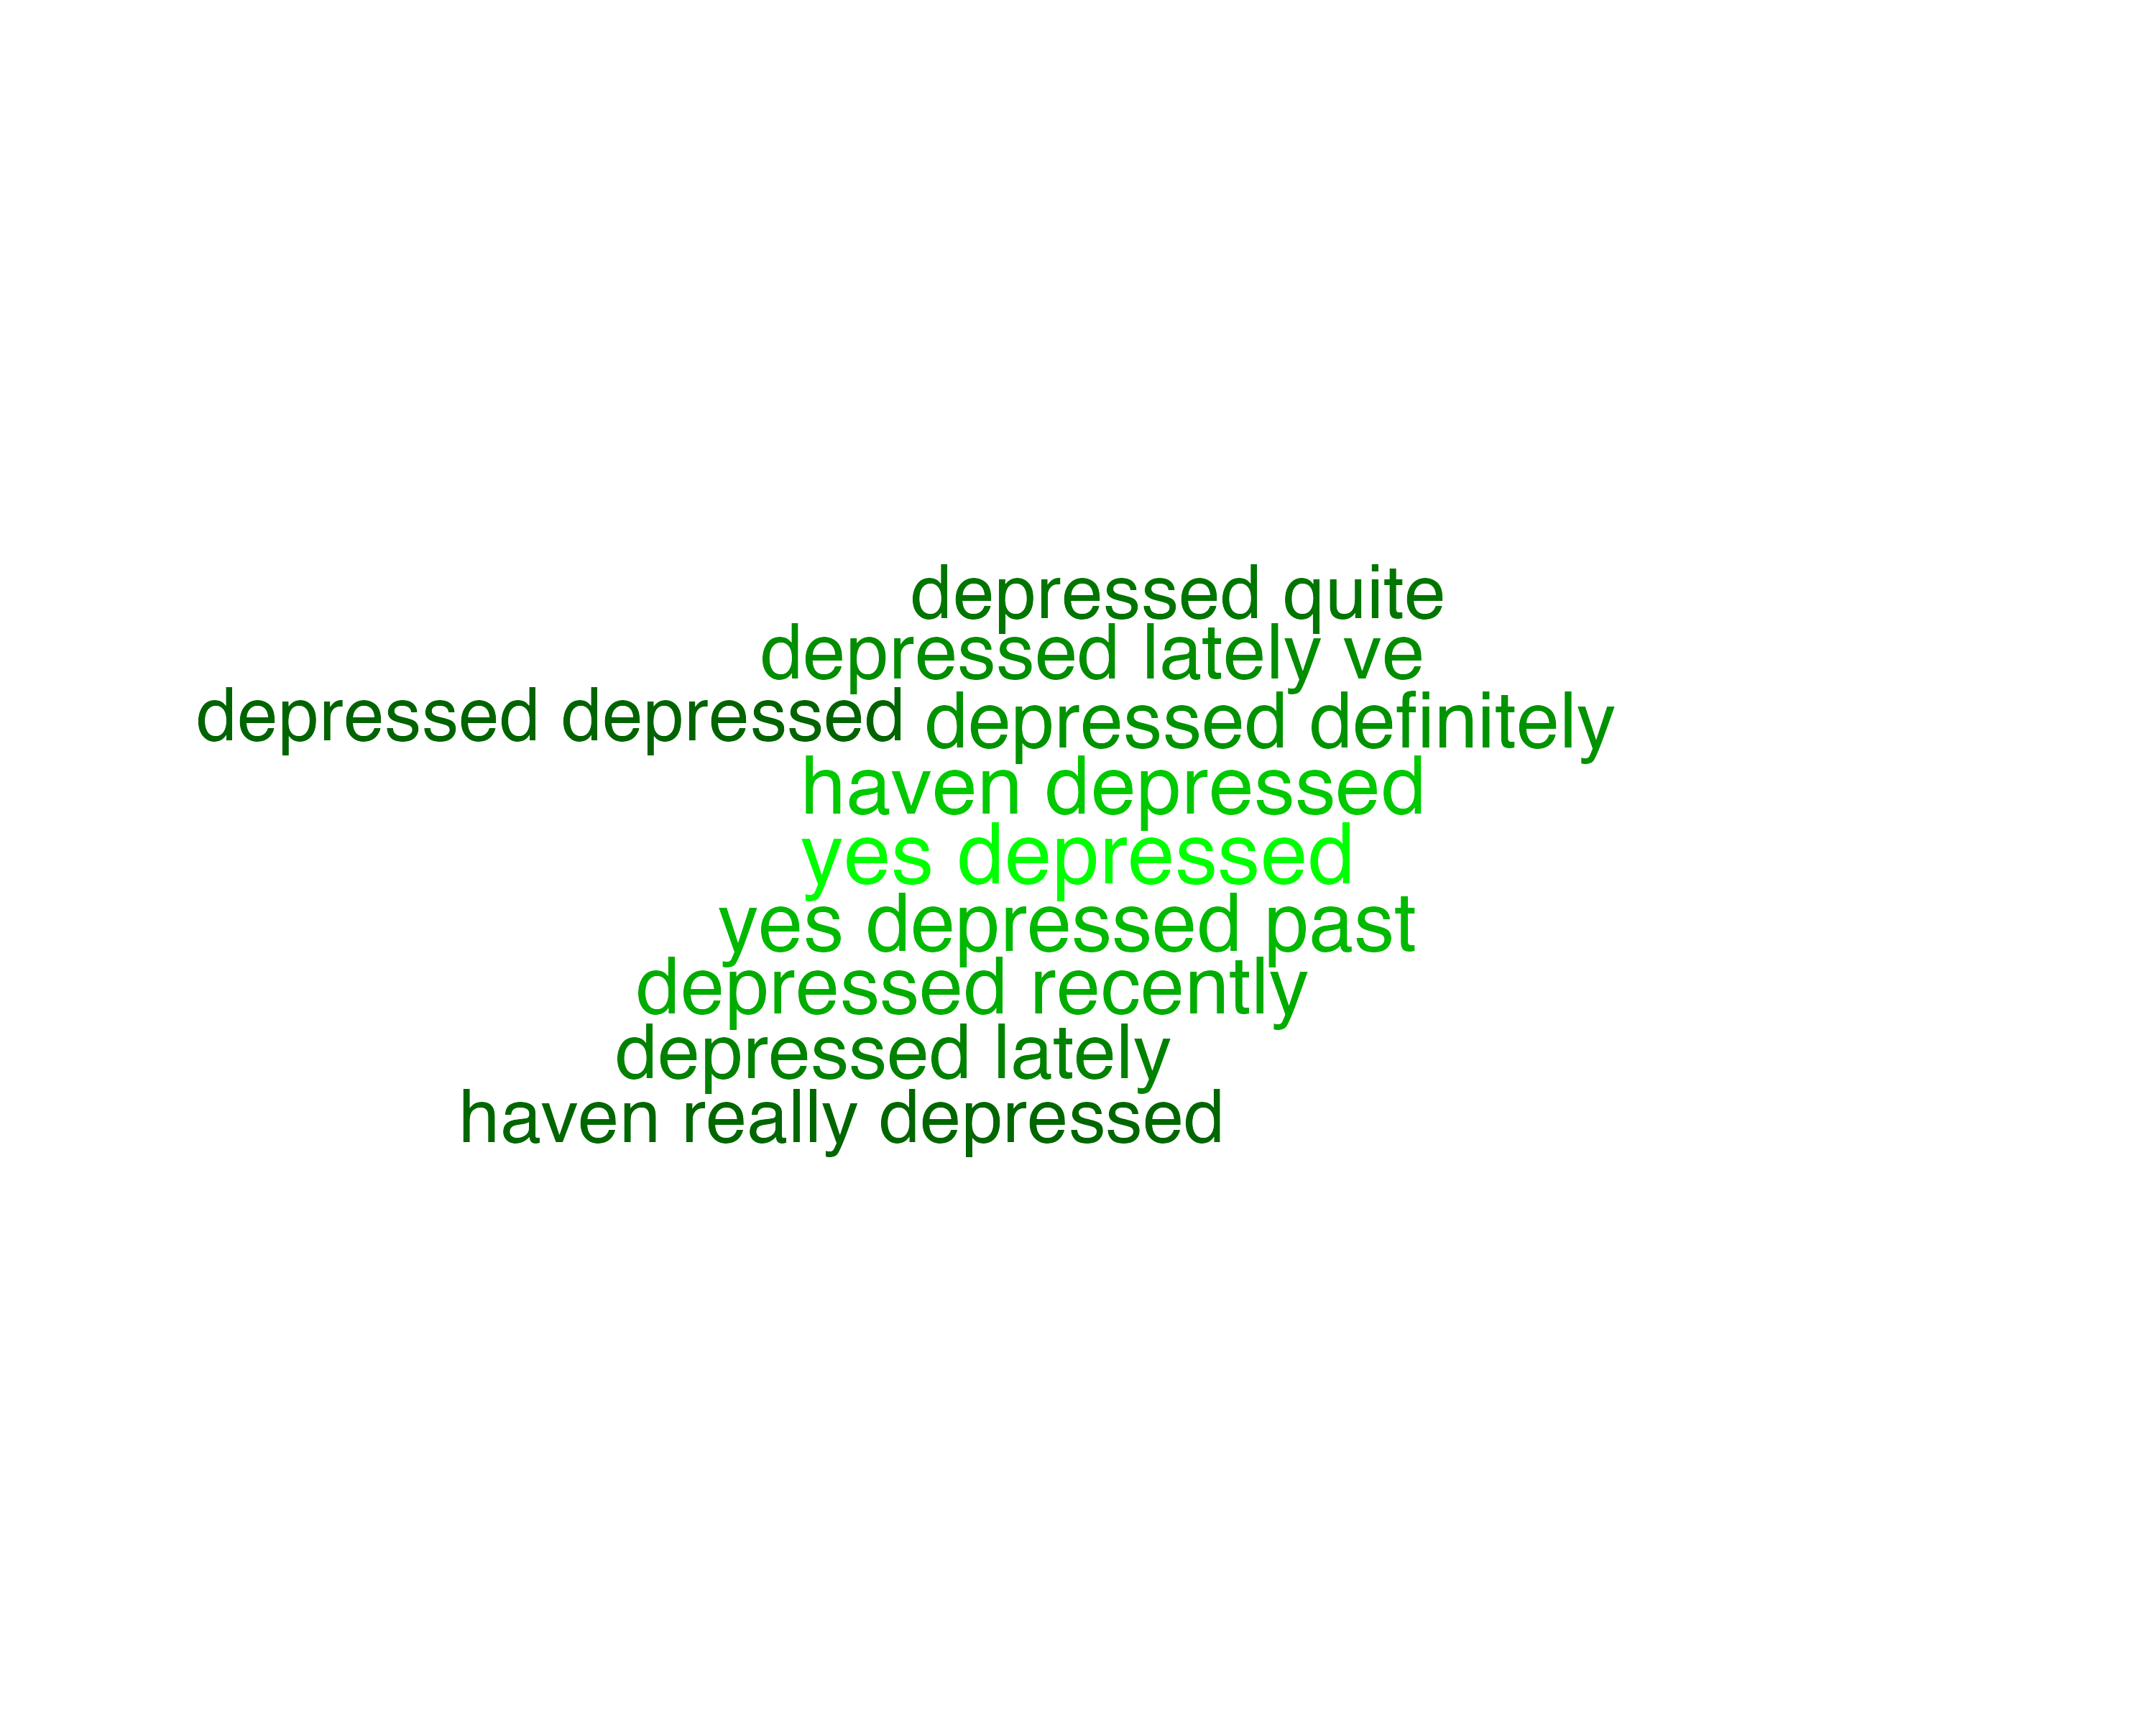 depressed quite
depressed lately ve
depressed depressed depressed definitely
haven depressed
yes depressed
yes depressed past
depressed recently
depressed lately
haven really depressed